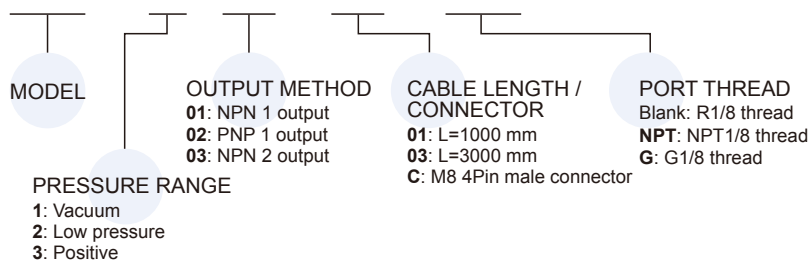 MODEL
PRESSURE RANGE
1: Vacuum
2: Low pressure
3: Positive
OUTPUT METHOD
01: NPN 1 output
02: PNP 1 output
03: NPN 2 output
CABLE LENGTH /
CONNECTOR
01: L=1000 mm
03: L=3000 mm
C: M8 4Pin male connector
PORT THREAD
Blank: R1/8 thread
NPT: NPT1/8 thread
G: G1/8 thread